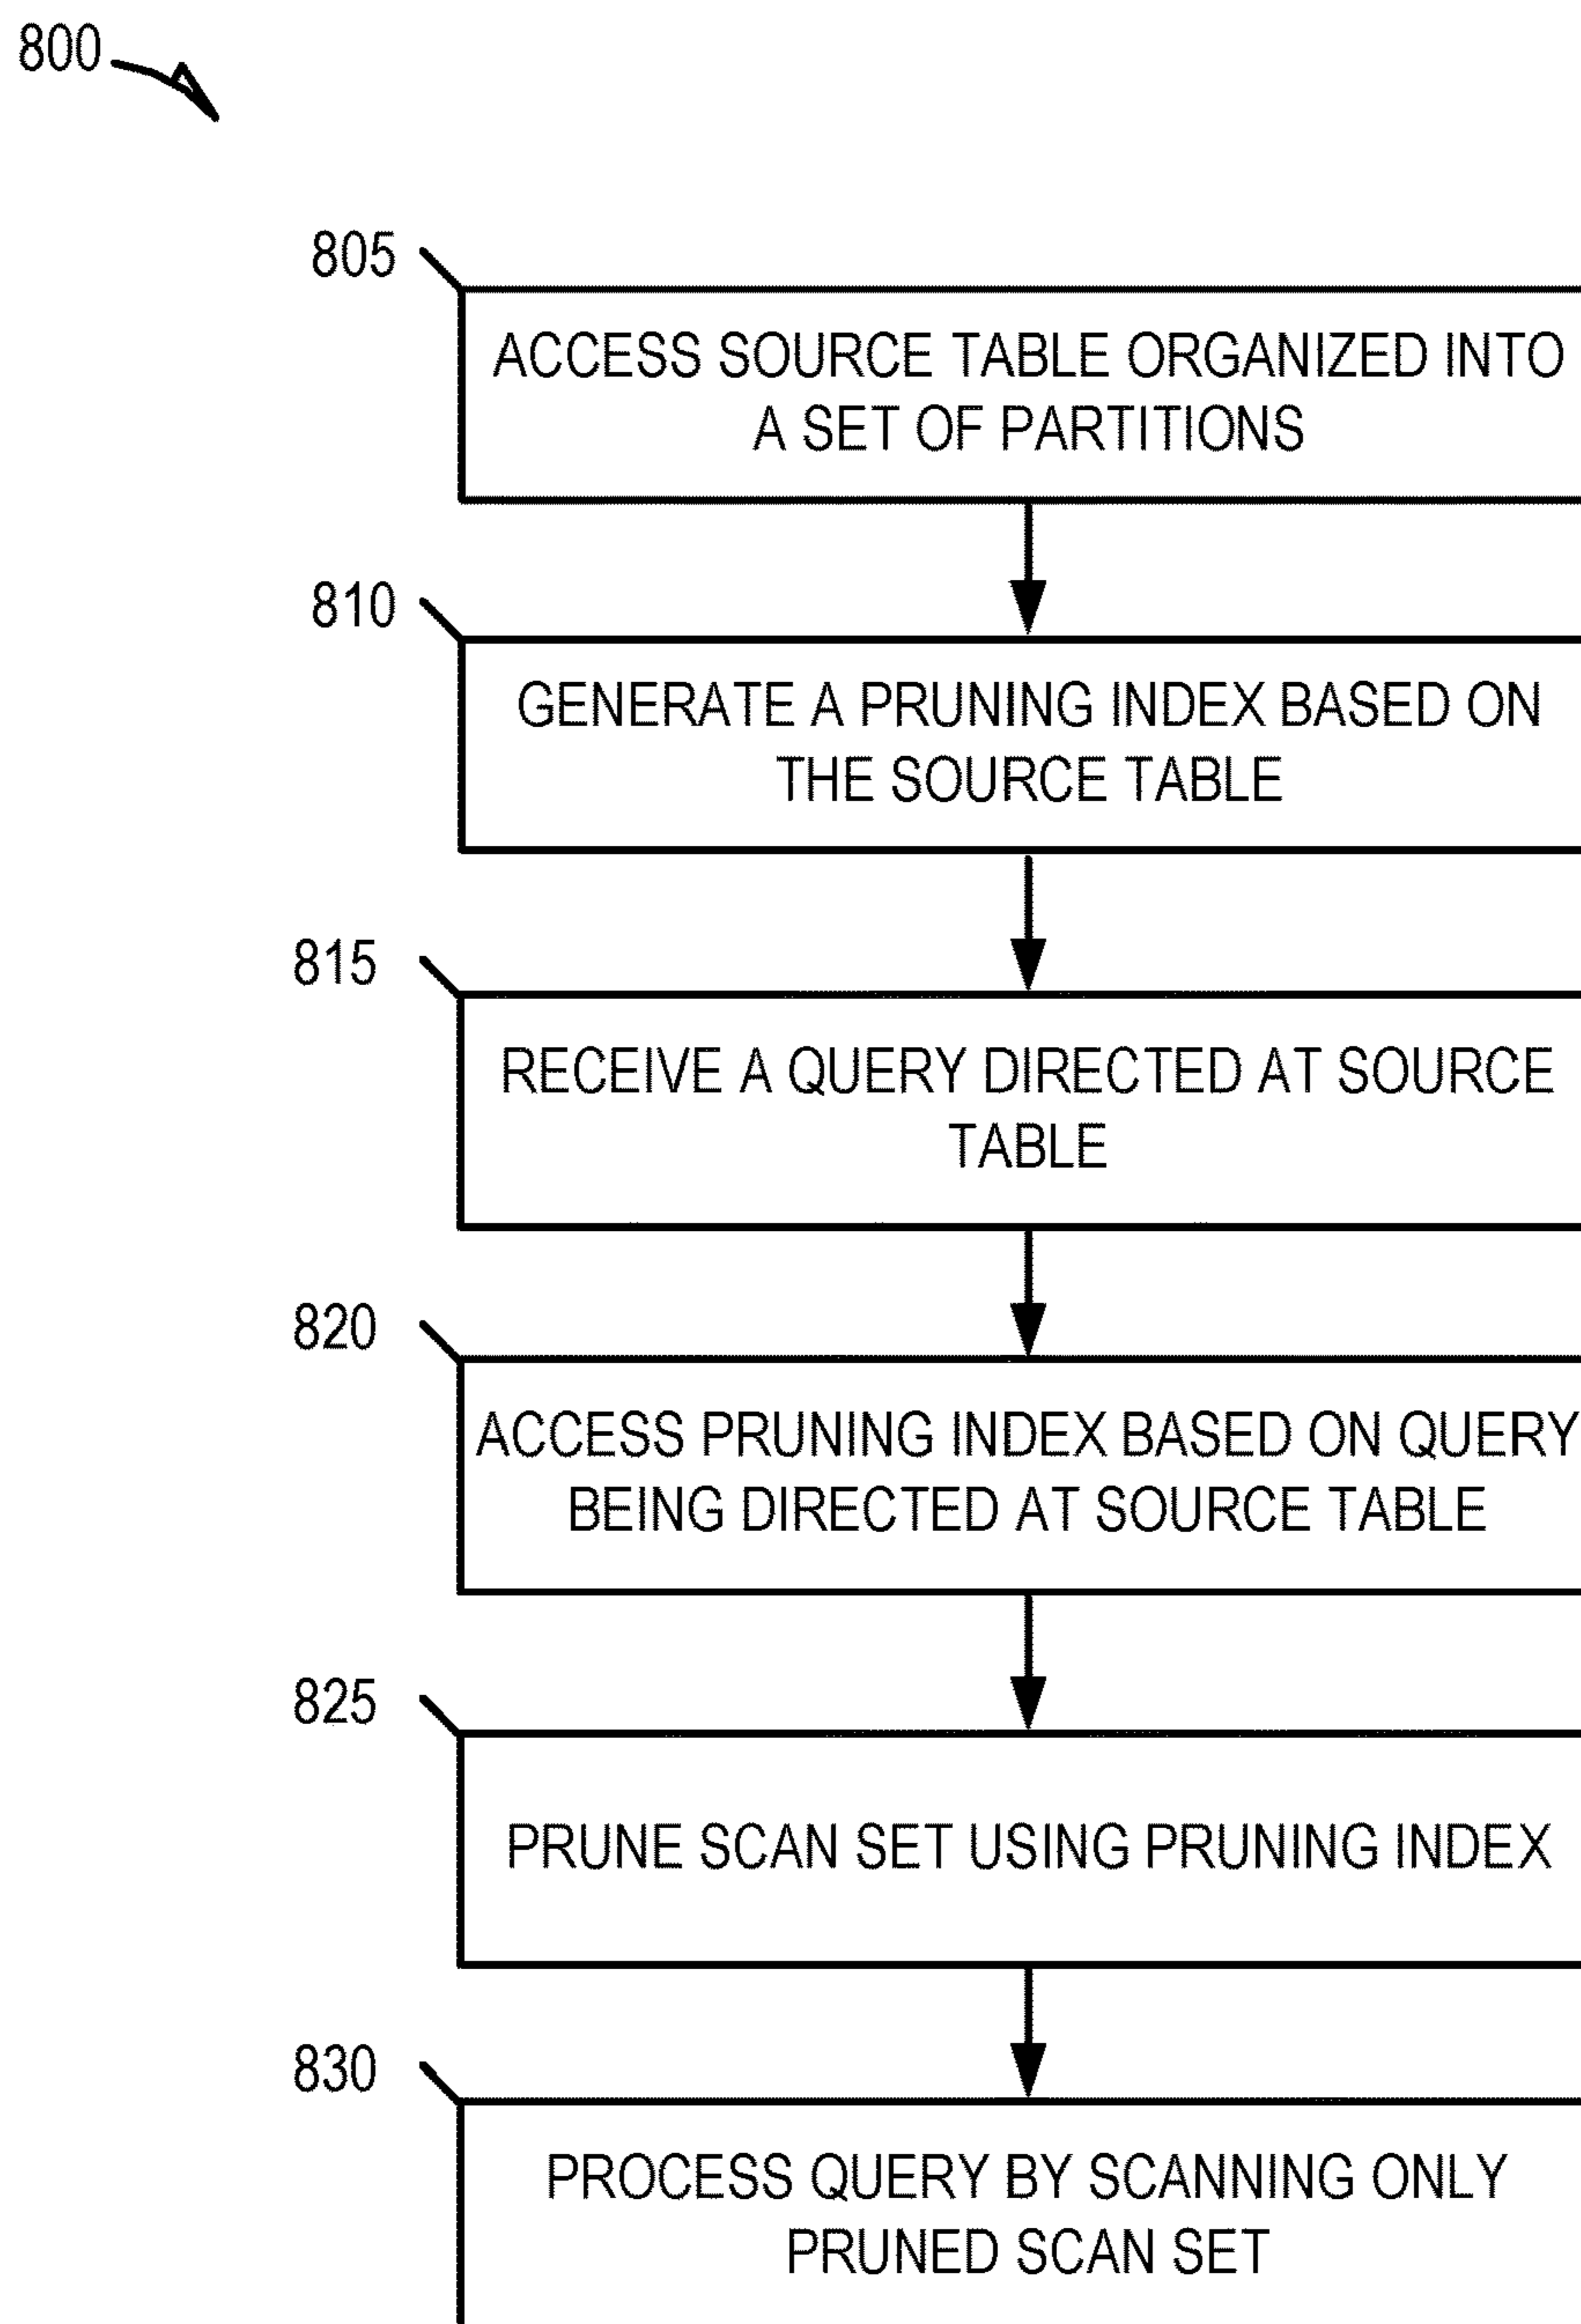 800
805
ACCESS SOURCE TABLE ORGANIZED INTO
A SET OF PARTITIONS
810
GENERATE A PRUNING INDEX BASED ON
THE SOURCE TABLE
815
RECEIVE A QUERY DIRECTED AT SOURCE
TABLE
820
ACCESS PRUNING INDEX BASED ON QUERY
BEING DIRECTED AT SOURCE TABLE
825
PRUNE SCAN SET USING PRUNING INDEX
830
PROCESS QUERY BY SCANNING ONLY
PRUNED SCAN SET